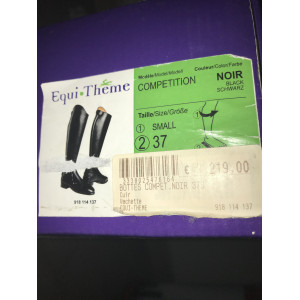 Equi·Theme
Modèle/Model/Modell
COMPETITION
Couleur/Color/Farbe
NOIR
BLACK
SCHWARZ
Taille/Size/Größe
① SMALL
② 37
918 114 137
219,00
BOTTES COMPET.NOIR
Cuir
EQUI-THEME
918 114 137